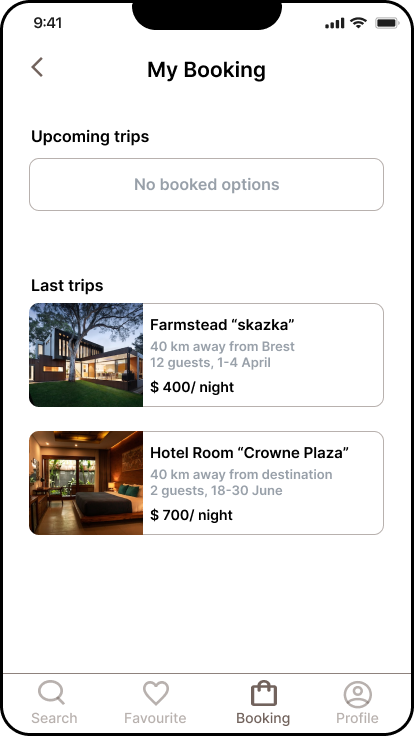 9:41
My Booking
Upcoming trips
No booked options
Last trips
Farmstead “skazka”
40 km away from Brest
12 guests, 1-4 April
$ 400/ night
Hotel Room “Crowne Plaza”
40 km away from destination
2 guests, 18-30 June
$ 700/ night
Search
Favourite
Booking
Profile